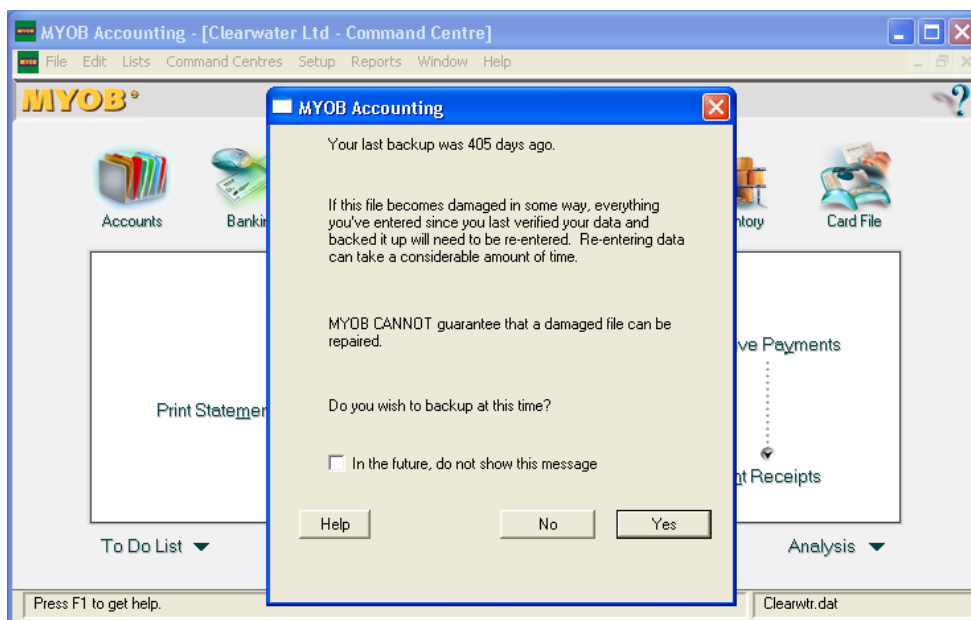 MYOB Accounting - [Clearwater Ltd - Command Centre]
File Edit Lists Command Centres Setup Reports Window Help
MYOB
MYOB Accounting
Your last backup was 405 days ago.
If this file becomes damaged in some way, everything
you've entered since you last verified your data and
backed it up will need to be re-entered. Re-entering data
can take a considerable amount of time.
MYOB CANNOT guarantee that a damaged file can be
repaired.
Do you wish to backup at this time?
In the future, do not show this message
Help No Yes
Accounts Bankin ntory Card File
Print Statemer ve Payments
nt Receipts
To Do List Analysis
Press F1 to get help. Clearwtr.dat